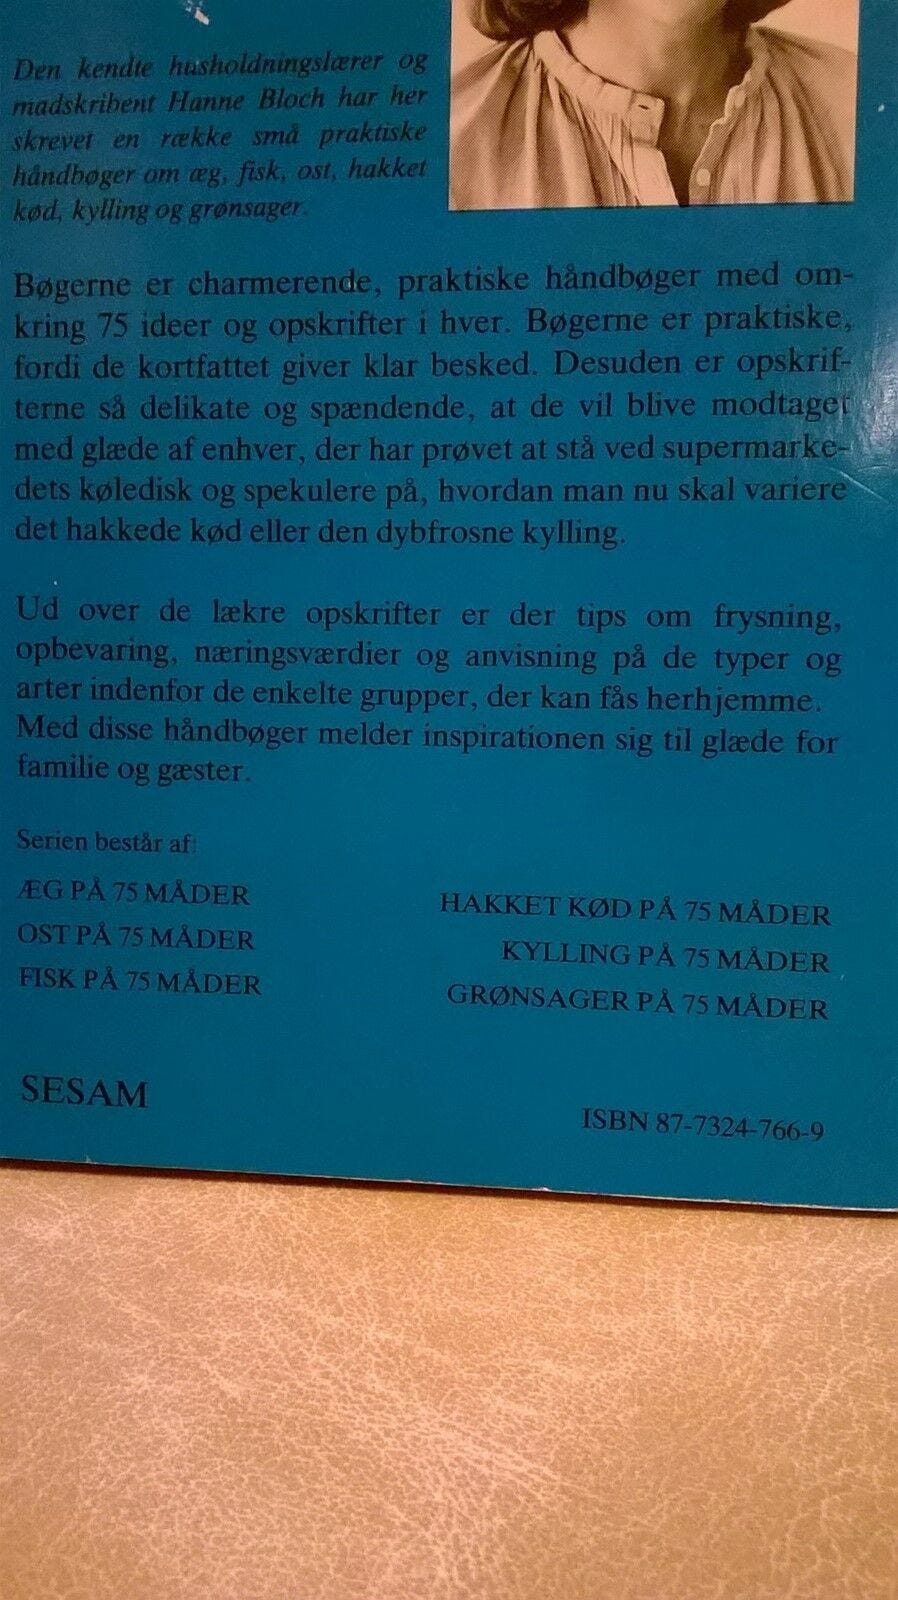 Den kendte husholdningslærer og
madskribent Hanne Bloch har her
skrevet en række små praktiske
håndbøger om æg, fisk, ost, hakket
kød, kylling og grønsager.
Bøgerne er charmerende, praktiske håndbøger med om-
kring 75 ideer og opskrifter i hver. Bøgerne er praktiske,
fordi de kortfattet giver klar besked. Desuden er opskrif-
terne så delikate og spændende, at de vil blive modtaget
med glæde af enhver, der har prøvet at stå ved supermarke-
dets køledisk og spekulere på, hvordan man nu skal variere
det hakkede kød eller den dybfrosne kylling.
Ud over de lækre opskrifter er der tips om frysning,
opbevaring, næringsværdier og anvisning på de typer og
arter indenfor de enkelte grupper, der kan fås herhjemme.
Med disse håndbøger melder inspirationen sig til glæde for
familie og gæster.
Serien består af:
ÆG PÅ 75 MÅDER
OST PÅ 75 MÅDER
FISK PÅ 75 MÅDER
HAKKET KØD PÅ 75 MÅDER
KYLLING PÅ 75 MÅDER
GRØNSAGER PÅ 75 MÅDER
SESAM
ISBN 87-7324-766-9